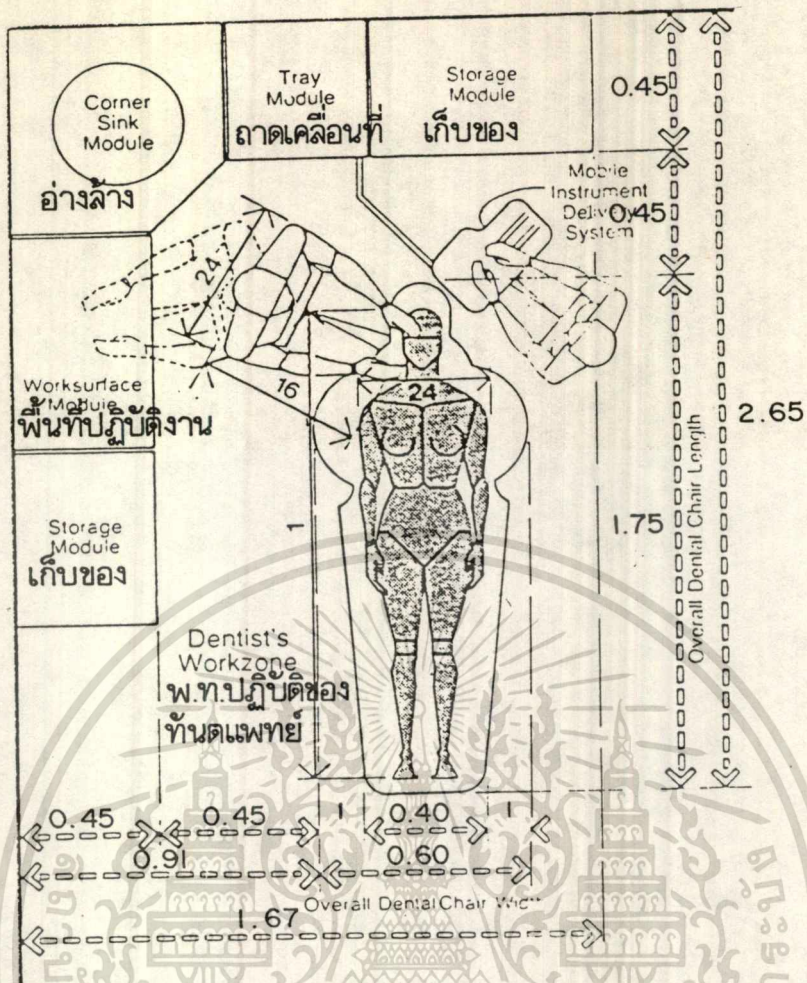 Corner
Sink
Module
อ่างล้าง
Tray
Module
ถาดเคลื่อนที่
Storage
Module
เก็บของ
0.45
Mobile
Instrument
Delivery
System
0.45
24
16
24
Worksurface
Module
พื้นที่ปฏิบัติงาน
2.65
Overall Dental Chair Length
1.75
1
Storage
Module
เก็บของ
Dentist's
Workzone
พ.ท.ปฏิบัติของ
ทันตแพทย์
0.45
0.45
1
0.40
1
0.91
0.60
Overall Dental Chair
1.67